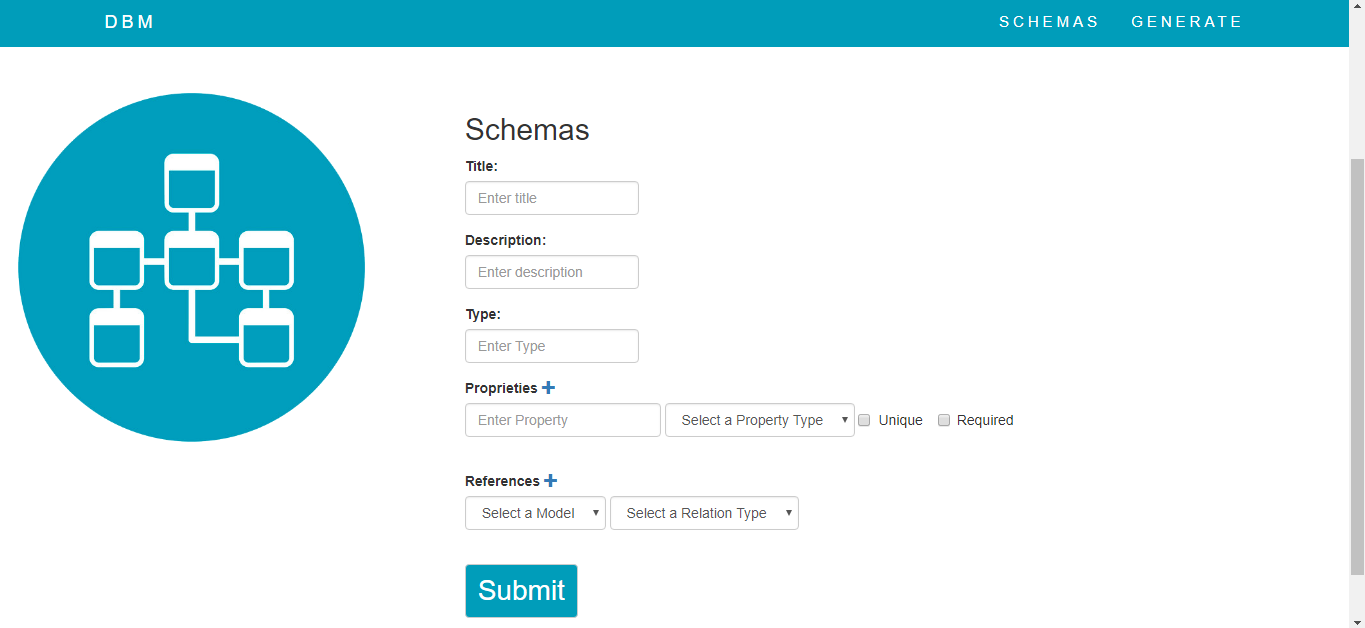 DBM SCHEMAS GENERATE
Schemas
Title:
Enter title
Description:
Enter description
Type:
Enter Type
Proprieties
Enter Property Select a Property Type Unique Required
References
Select a Model Select a Relation Type
Submit